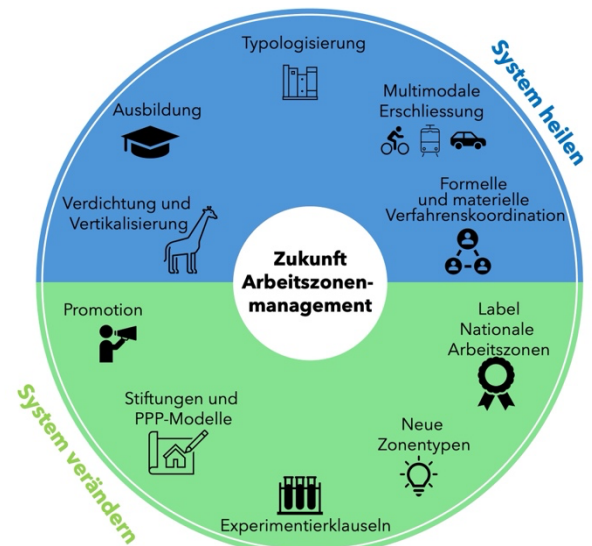 System heilen
Typologisierung
Multimodale
Erschliessung
Ausbildung
Formelle
und materielle
Verfahrenskoordination
Verdichtung und
Vertikalisierung
Zukunft
Arbeitszonen-
management
Promotion
Label
Nationale
Arbeitszonen
Stiftungen und
PPP-Modelle
Neue
Zonentypen
Experimentierklauseln
System verändern